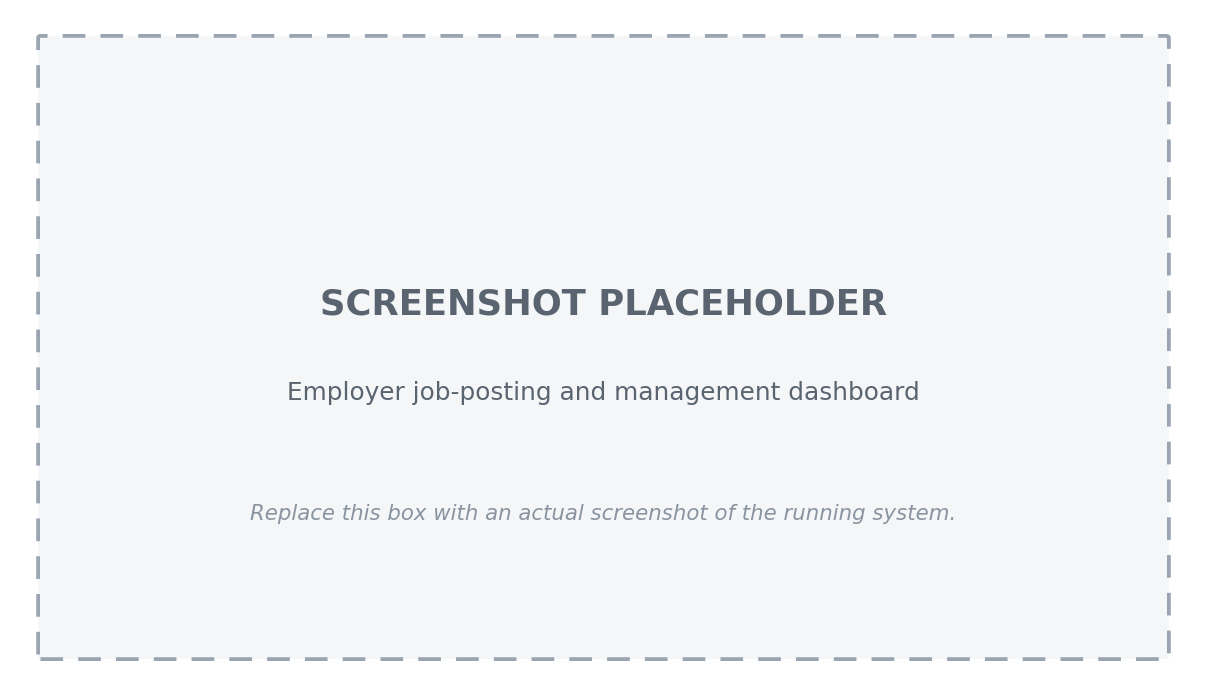 SCREENSHOT PLACEHOLDER
Employer job-posting and management dashboard
Replace this box with an actual screenshot of the running system.